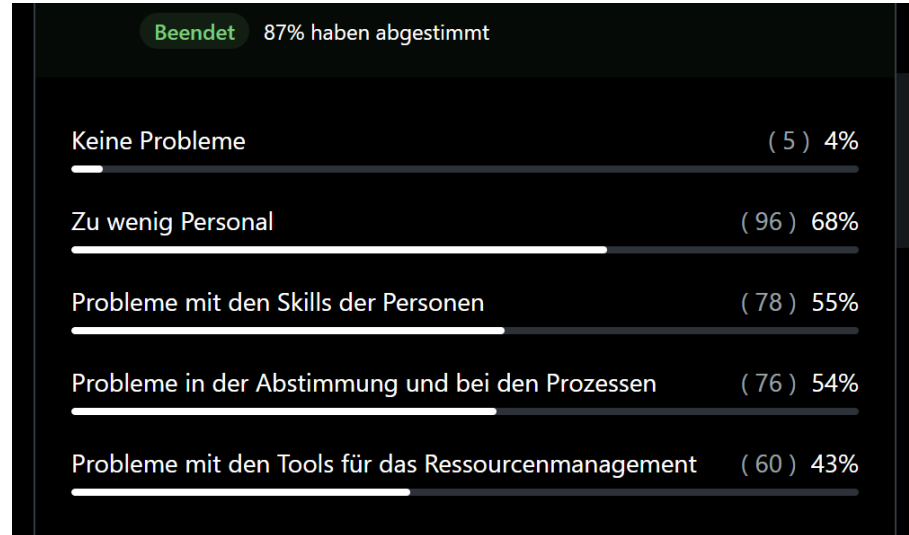 Beendet 87% haben abgestimmt
Keine Probleme ( 5 ) 4%
Zu wenig Personal ( 96 ) 68%
Probleme mit den Skills der Personen ( 78 ) 55%
Probleme in der Abstimmung und bei den Prozessen ( 76 ) 54%
Probleme mit den Tools für das Ressourcenmanagement ( 60 ) 43%